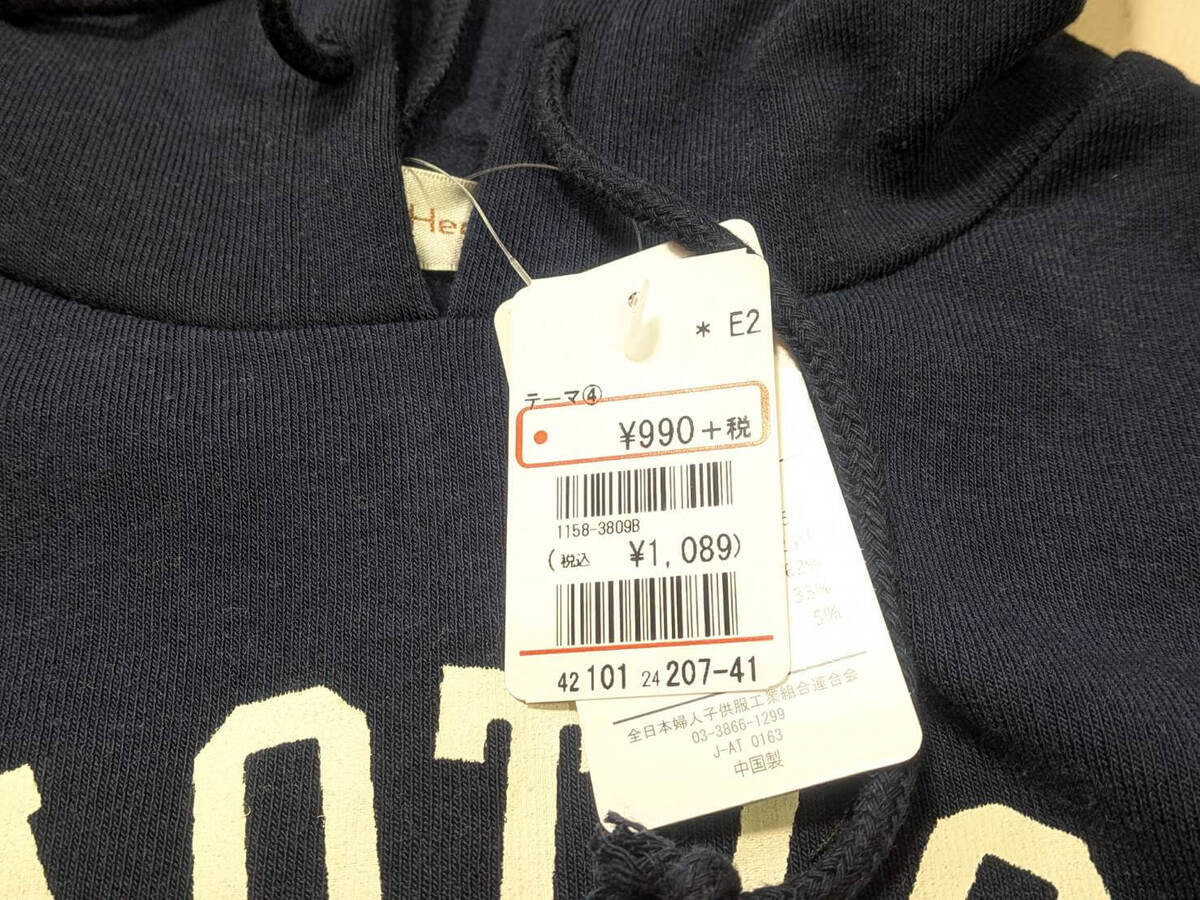 * E2
テーマ④
¥990+税
1158-3809B
(税込 ¥1,089)
42 101 24 207-41
35%
5%
全日本婦人子供服工業組合連合会
03-3866-1299
J-AT 0163
中国製